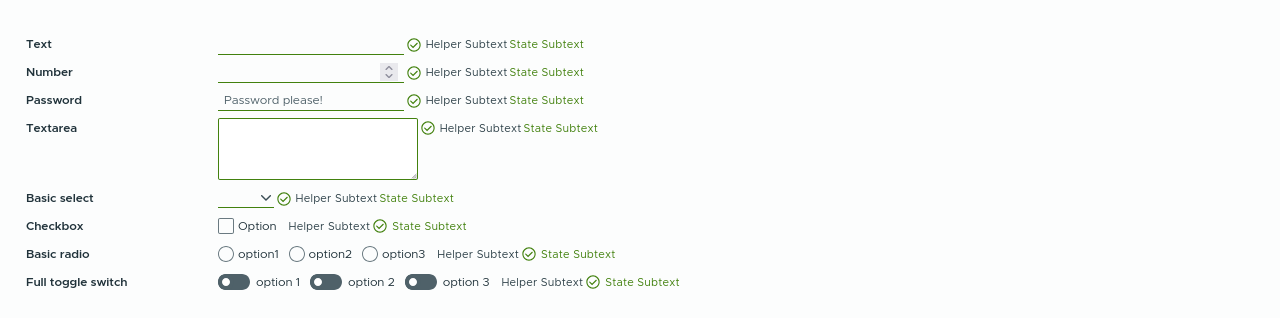 Text Helper Subtext State Subtext
Number Helper Subtext State Subtext
Password Password please! Helper Subtext State Subtext
Textarea Helper Subtext State Subtext
Basic select Helper Subtext State Subtext
Checkbox Option Helper Subtext State Subtext
Basic radio option1 option2 option3 Helper Subtext State Subtext
Full toggle switch option 1 option 2 option 3 Helper Subtext State Subtext